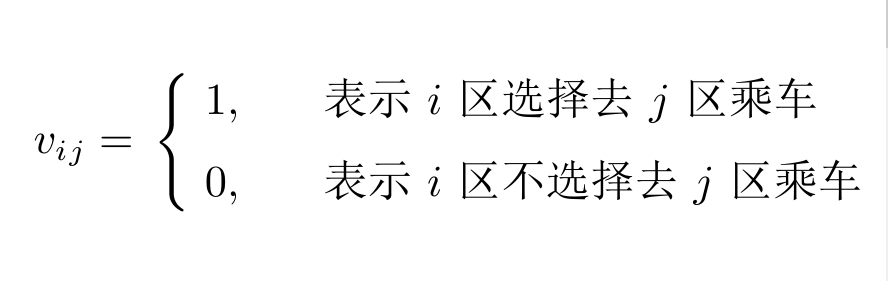 v_{ij} = { 1, 表示 i 区选择去 j 区乘车
0, 表示 i 区不选择去 j 区乘车